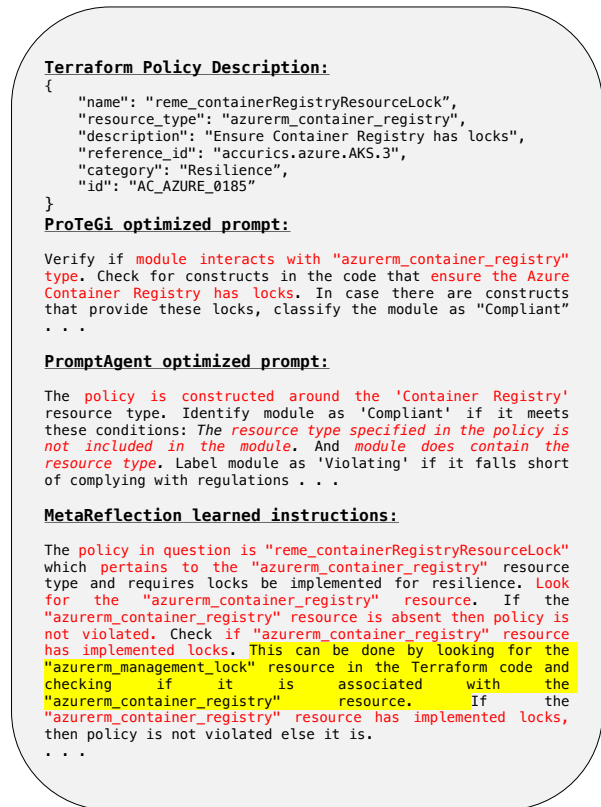 Terraform Policy Description:
{
"name": "reme_containerRegistryResourceLock”,
"resource_type": "azurerm_container_registry",
"description": "Ensure Container Registry has locks",
"reference_id": "accurics.azure.AKS.3",
"category": "Resilience”,
"id": "AC_AZURE_0185”
}
ProTeGi optimized prompt:
Verify if module interacts with "azurerm_container_registry"
type. Check for constructs in the code that ensure the Azure
Container Registry has locks. In case there are constructs
that provide these locks, classify the module as "Compliant”
. . .
PromptAgent optimized prompt:
The policy is constructed around the 'Container Registry'
resource type. Identify module as 'Compliant' if it meets
these conditions: The resource type specified in the policy is
not included in the module. And module does contain the
resource type. Label module as 'Violating' if it falls short
of complying with regulations . . .
MetaReflection learned instructions:
The policy in question is "reme_containerRegistryResourceLock"
which pertains to the "azurerm_container_registry" resource
type and requires locks be implemented for resilience. Look
for the "azurerm_container_registry" resource. If the
"azurerm_container_registry" resource is absent then policy is
not violated. Check if "azurerm_container_registry" resource
has implemented locks. This can be done by looking for the
"azurerm_management_lock" resource in the Terraform code and
checking if it is associated with the
"azurerm_container_registry" resource. If the
"azurerm_container_registry" resource has implemented locks,
then policy is not violated else it is.
. . .